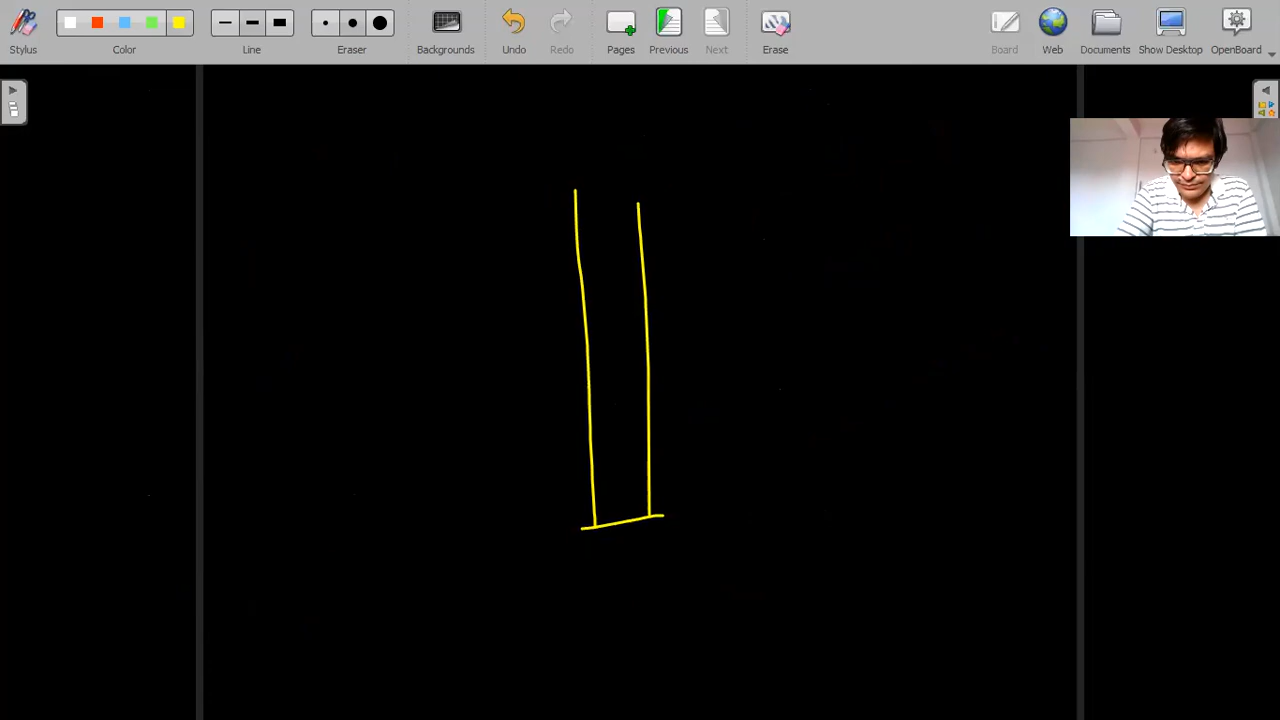 Stylus
Color
Line
Eraser
Backgrounds
Undo
Redo
Pages
Previous
Next
Erase
Board
Web
Documents
Show Desktop
OpenBoard